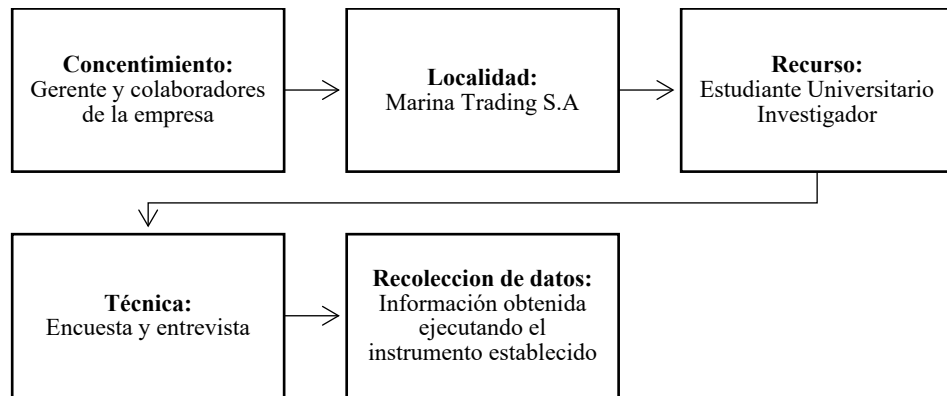 Concentimiento:
Gerente y colaboradores
de la empresa
Localidad:
Marina Trading S.A
Recurso:
Estudiante Universitario
Investigador
Técnica:
Encuesta y entrevista
Recoleccion de datos:
Información obtenida
ejecutando el
instrumento establecido